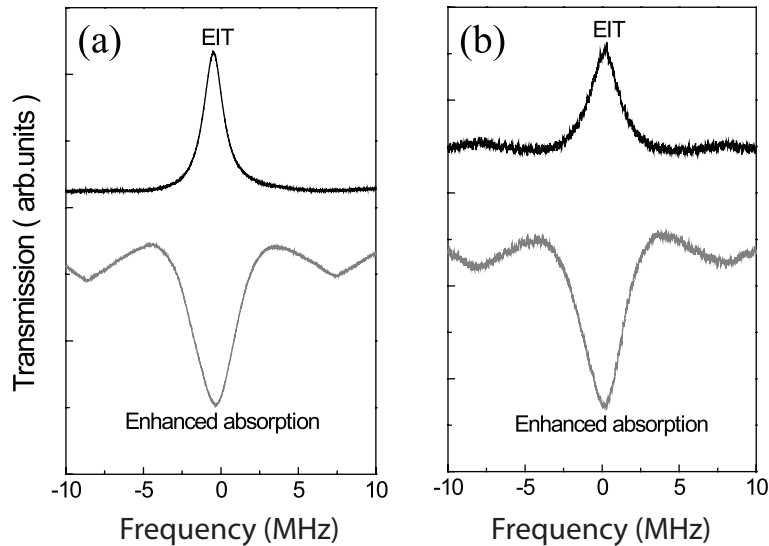 (a)
EIT
Enhanced absorption
-10
-5
0
5
10
Frequency (MHz)
Transmission ( arb.units )
(b)
EIT
Enhanced absorption
-10
-5
0
5
10
Frequency (MHz)